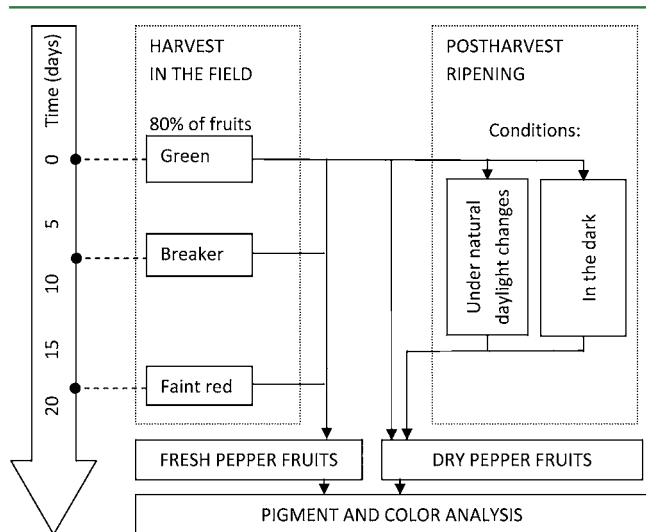 Time (days)
0
5
10
15
20
HARVEST
IN THE FIELD
80% of fruits
Green
Breaker
Faint red
POSTHARVEST
RIPENING
Conditions:
Under natural
daylight changes
In the dark
FRESH PEPPER FRUITS
DRY PEPPER FRUITS
PIGMENT AND COLOR ANALYSIS